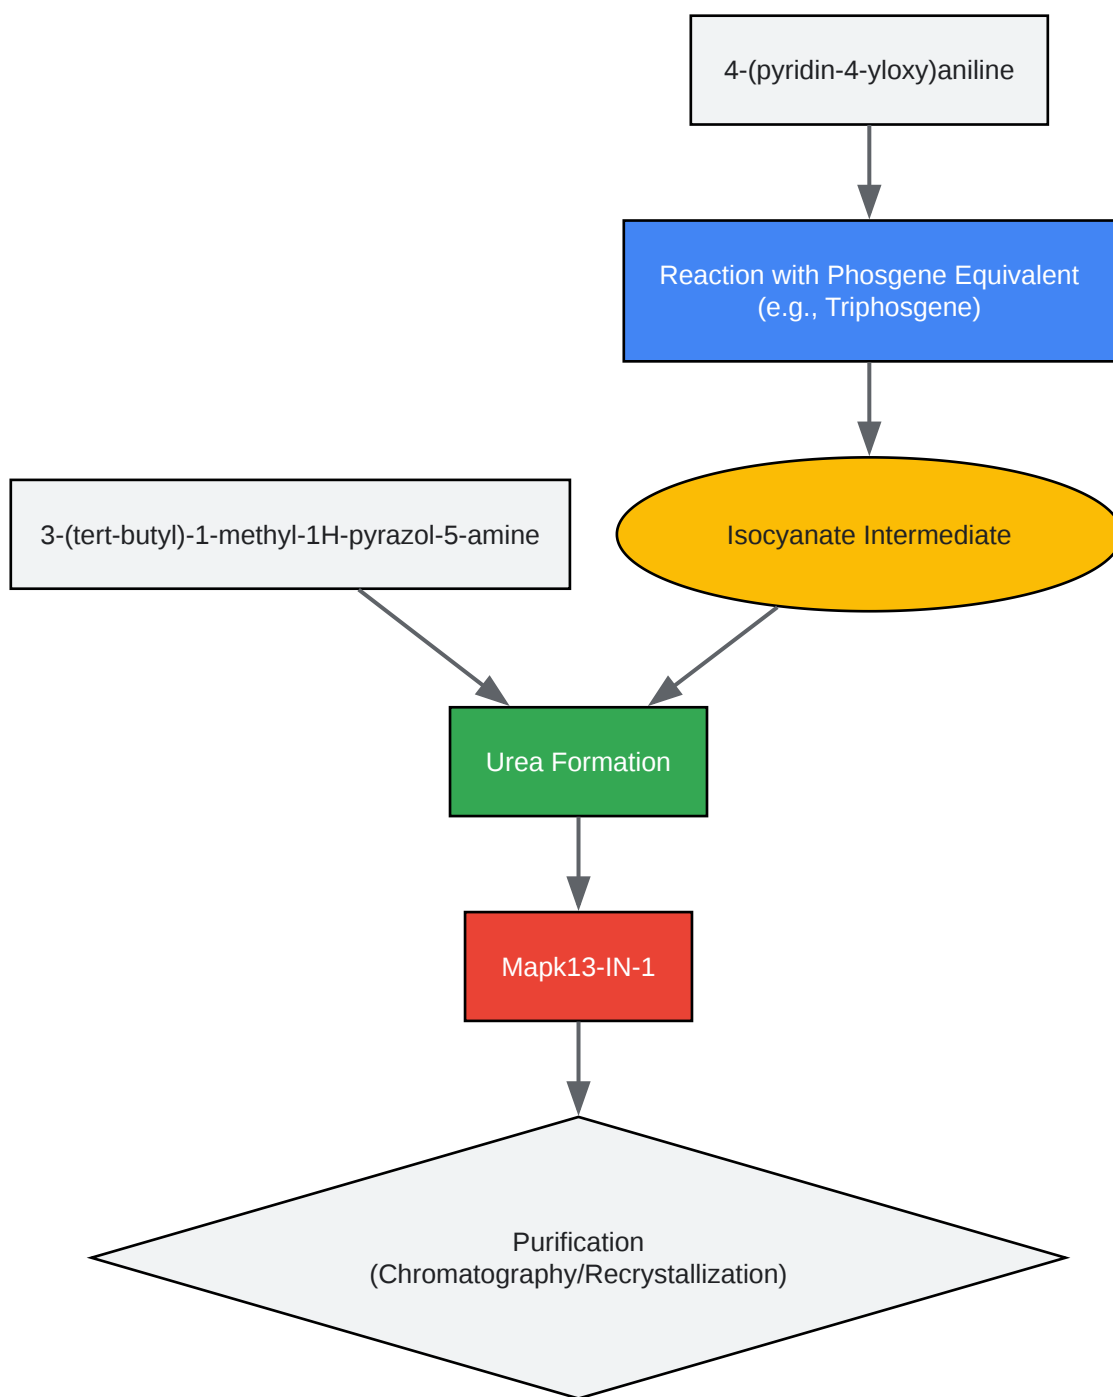 4-(pyridin-4-yloxy)aniline
Reaction with Phosgene Equivalent
(e.g., Triphosgene)
3-(tert-butyl)-1-methyl-1H-pyrazol-5-amine
Isocyanate Intermediate
Urea Formation
Mapk13-IN-1
Purification
(Chromatography/Recrystallization)